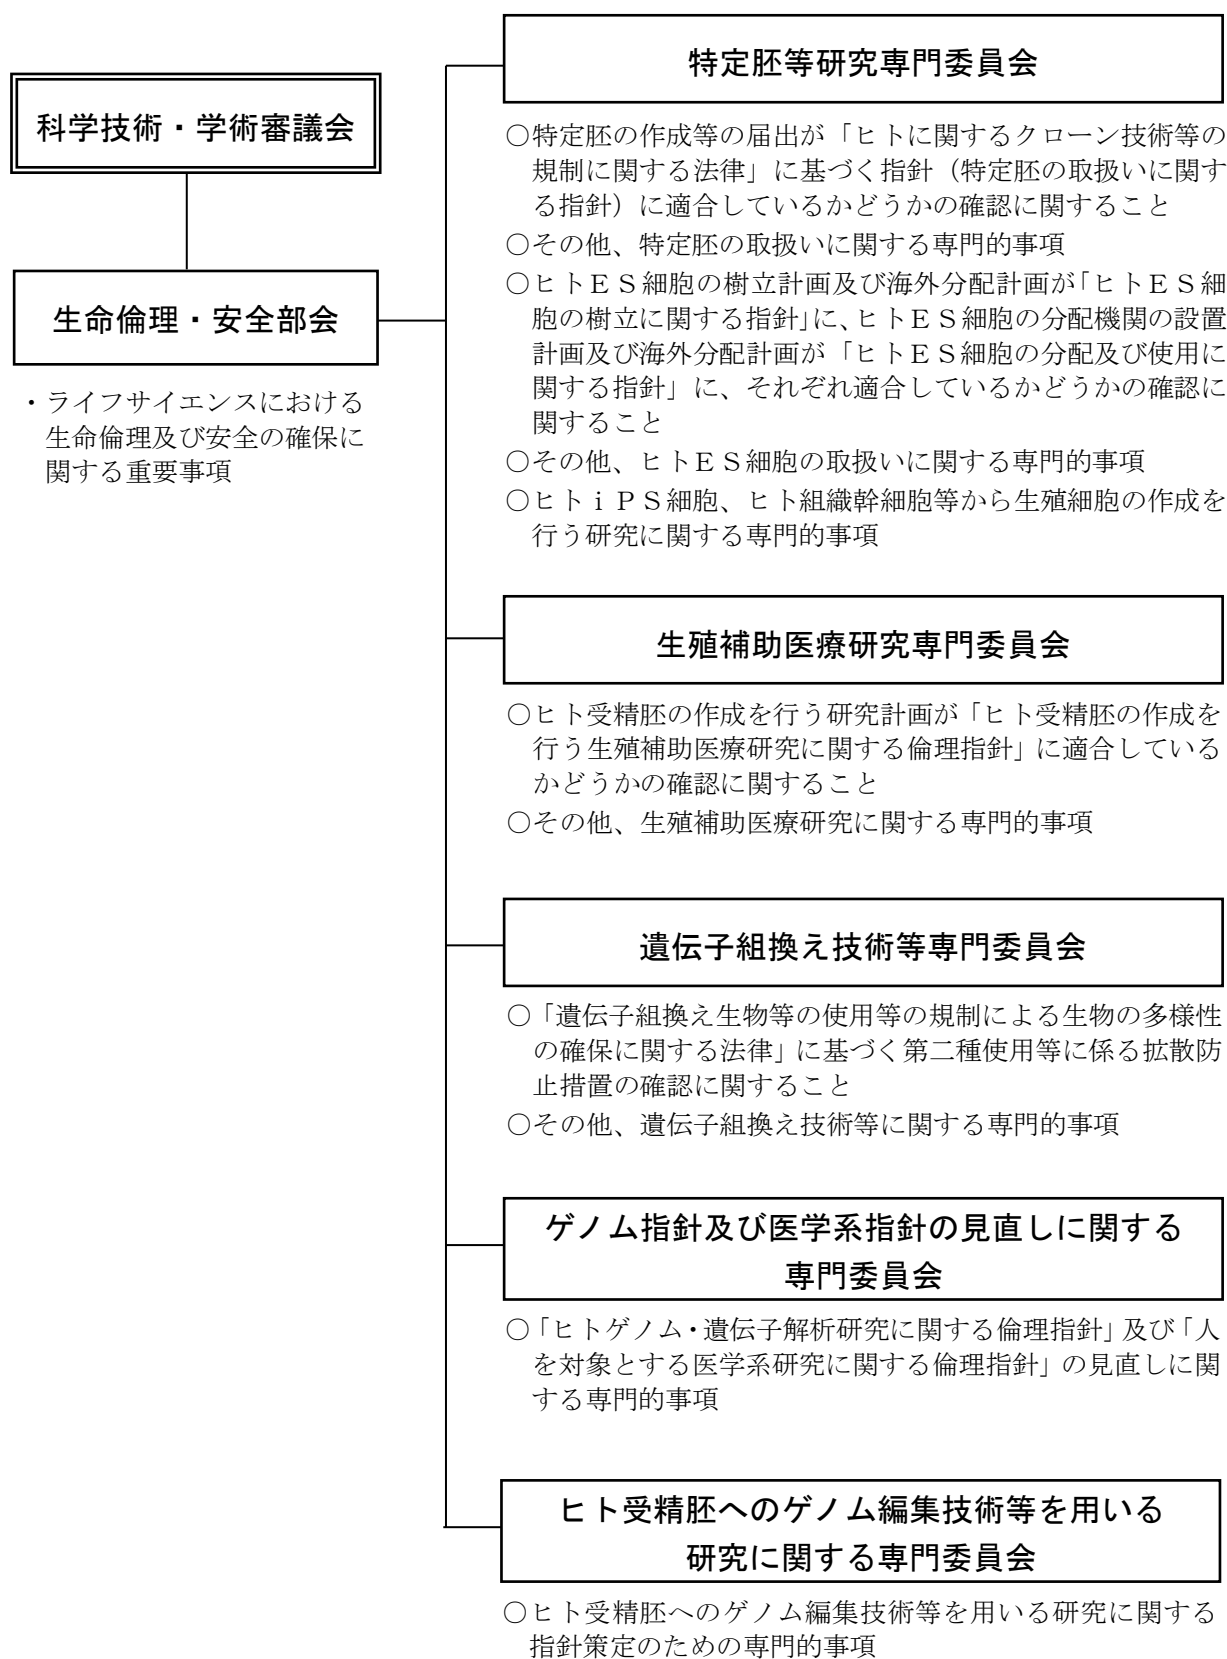 科学技術・学術審議会
生命倫理・安全部会
・ライフサイエンスにおける
生命倫理及び安全の確保に
関する重要事項
特定胚等研究専門委員会
○特定胚の作成等の届出が「ヒトに関するクローン技術等の
規制に関する法律」に基づく指針（特定胚の取扱いに関す
る指針）に適合しているかどうかの確認に関すること
○その他、特定胚の取扱いに関する専門的事項
○ヒトＥＳ細胞の樹立計画及び海外分配計画が「ヒトＥＳ細
胞の樹立に関する指針」に、ヒトＥＳ細胞の分配機関の設置
計画及び海外分配計画が「ヒトＥＳ細胞の分配及び使用に
関する指針」に、それぞれ適合しているかどうかの確認に
関すること
○その他、ヒトＥＳ細胞の取扱いに関する専門的事項
○ヒトｉＰＳ細胞、ヒト組織幹細胞等から生殖細胞の作成を
行う研究に関する専門的事項
生殖補助医療研究専門委員会
○ヒト受精胚の作成を行う研究計画が「ヒト受精胚の作成を
行う生殖補助医療研究に関する倫理指針」に適合している
かどうかの確認に関すること
○その他、生殖補助医療研究に関する専門的事項
遺伝子組換え技術等専門委員会
○「遺伝子組換え生物等の使用等の規制による生物の多様性
の確保に関する法律」に基づく第二種使用等に係る拡散防
止措置の確認に関すること
○その他、遺伝子組換え技術等に関する専門的事項
ゲノム指針及び医学系指針の見直しに関する
専門委員会
○「ヒトゲノム・遺伝子解析研究に関する倫理指針」及び「人
を対象とする医学系研究に関する倫理指針」の見直しに関
する専門的事項
ヒト受精胚へのゲノム編集技術等を用いる
研究に関する専門委員会
○ヒト受精胚へのゲノム編集技術等を用いる研究に関する
指針策定のための専門的事項